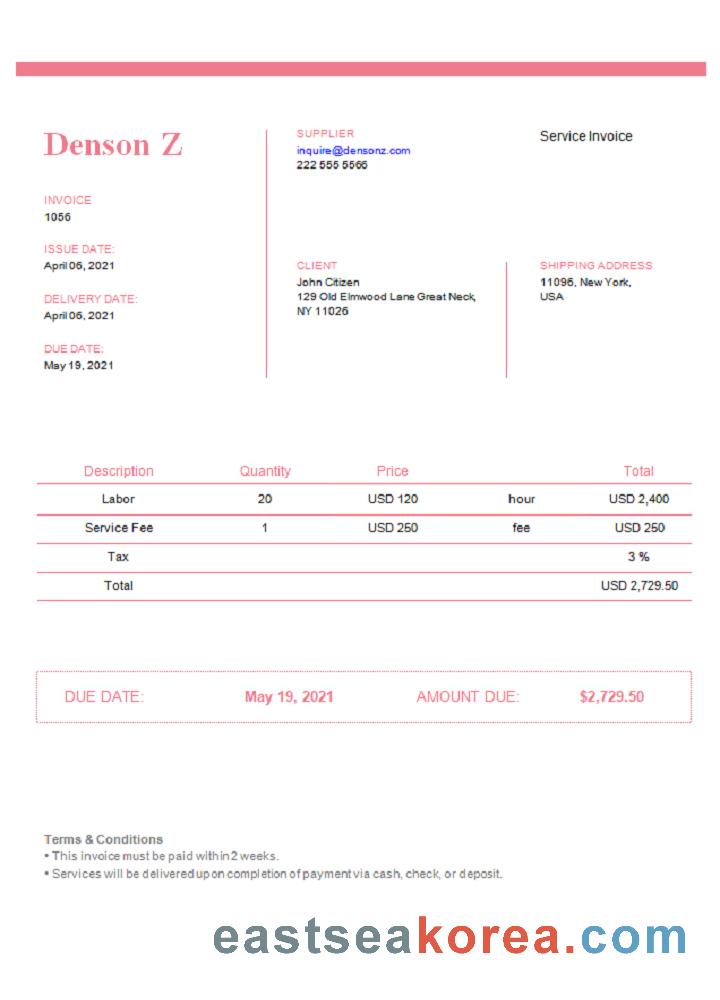 Denson Z
INVOICE
1056
ISSUE DATE:
April 06, 2021
DELIVERY DATE:
April 06, 2021
DUE DATE:
May 19, 2021
SUPPLIER
inquire@densonz.com
222 555 5565
Service Invoice
CLIENT
John Citizen
129 Old Elmwood Lane Great Neck,
NY 11026
SHIPPING ADDRESS
11096, New York,
USA
Description Quantity Price Total
Labor 20 USD 120 hour USD 2,400
Service Fee 1 USD 250 fee USD 250
Tax 3 %
Total USD 2,729.50
DUE DATE: May 19, 2021 AMOUNT DUE: $2,729.50
Terms & Conditions
• This invoice must be paid within 2 weeks.
• Services will be delivered upon completion of payment via cash, check, or deposit.
eastseakorea.com